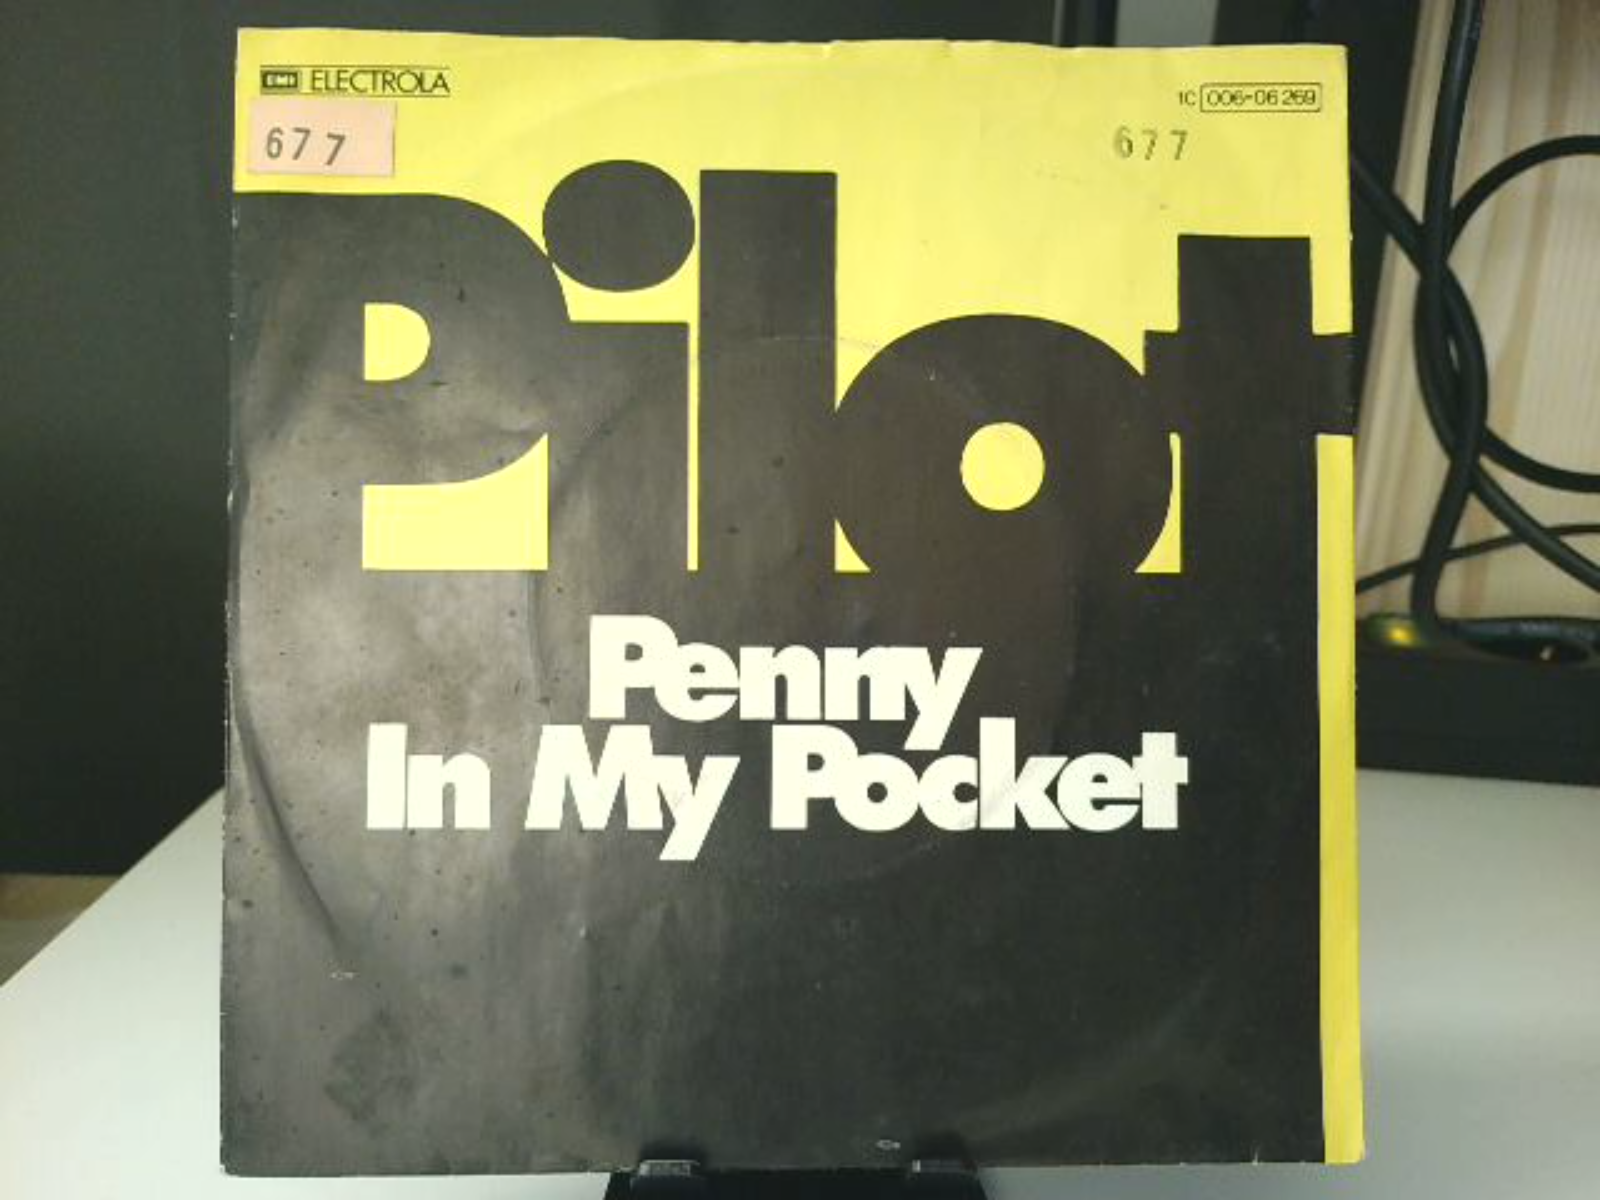 EMI ELECTROLA
1C 006-06 269
677
677
Pilot
Penny
In My Pocket